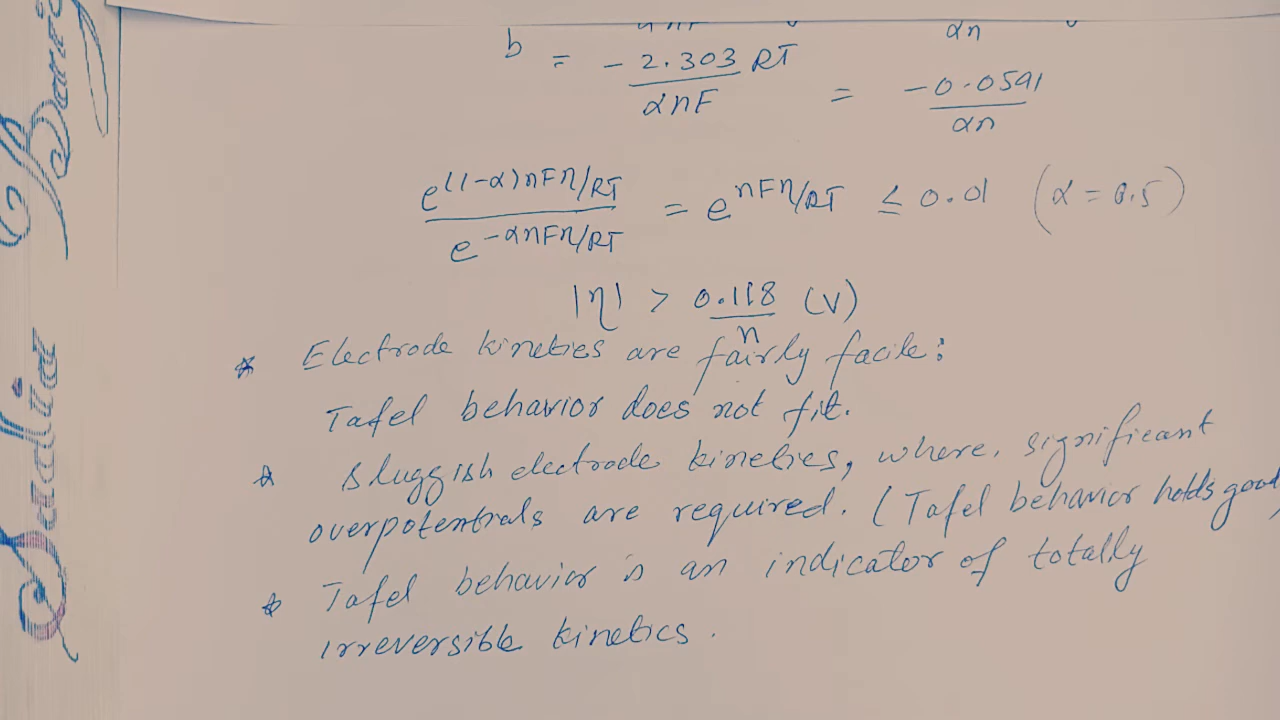 αn
b = - 2.303 RT / αnF = -0.0591 / αn
e^((1-α)nFη/RT) / e^(-αnFη/RT) = e^(nFη/RT) ≤ 0.01 (α = 0.5)
|η| > 0.118 / n (V)
* Electrode kinetics are fairly facile:
Tafel behavior does not fit.
* Sluggish electrode kinetics, where, significant
overpotentials are required. (Tafel behavior holds good)
* Tafel behavior is an indicator of totally
irreversible kinetics.
Sadia